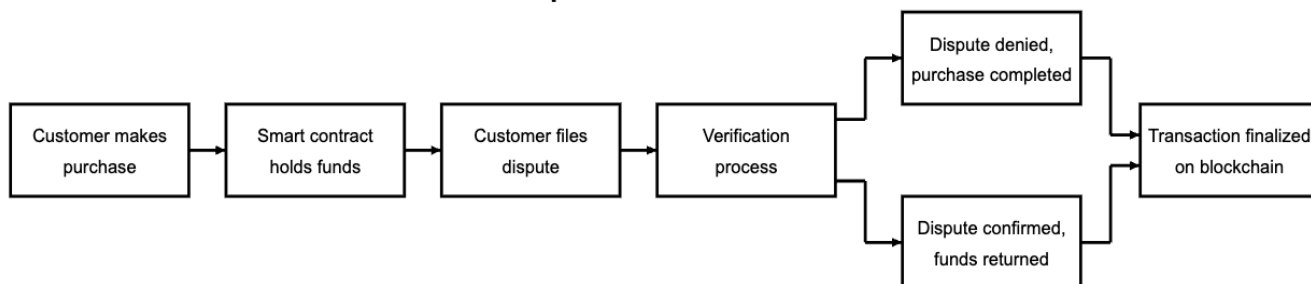 Customer makes
purchase
Smart contract
holds funds
Customer files
dispute
Verification
process
Dispute denied,
purchase completed
Dispute confirmed,
funds returned
Transaction finalized
on blockchain